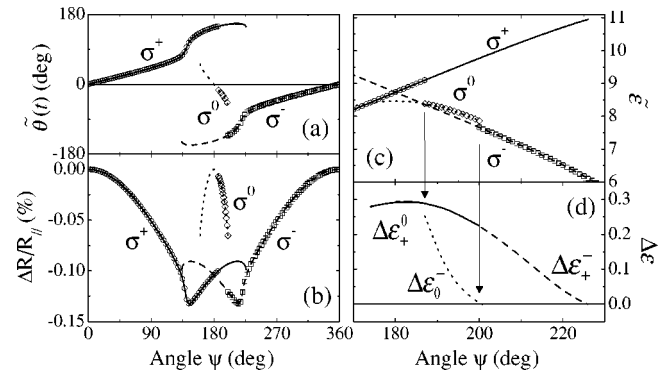 180
90
0
-90
-180
θ̃(t) (deg)
σ⁺
σ⁰
σ⁻
(a)
0.00
-0.05
-0.10
-0.15
ΔR/R// (%)
σ⁺
σ⁰
σ⁻
(b)
0 90 180 270 360
Angle ψ (deg)
11
10
9
8
7
6
ε̃
σ⁺
σ⁰
σ⁻
(c)
(d)
0.3
0.2
0.1
0.0
Δε
Δε₊⁰
Δε₀⁻
Δε₊⁻
180 200 220
Angle ψ (deg)